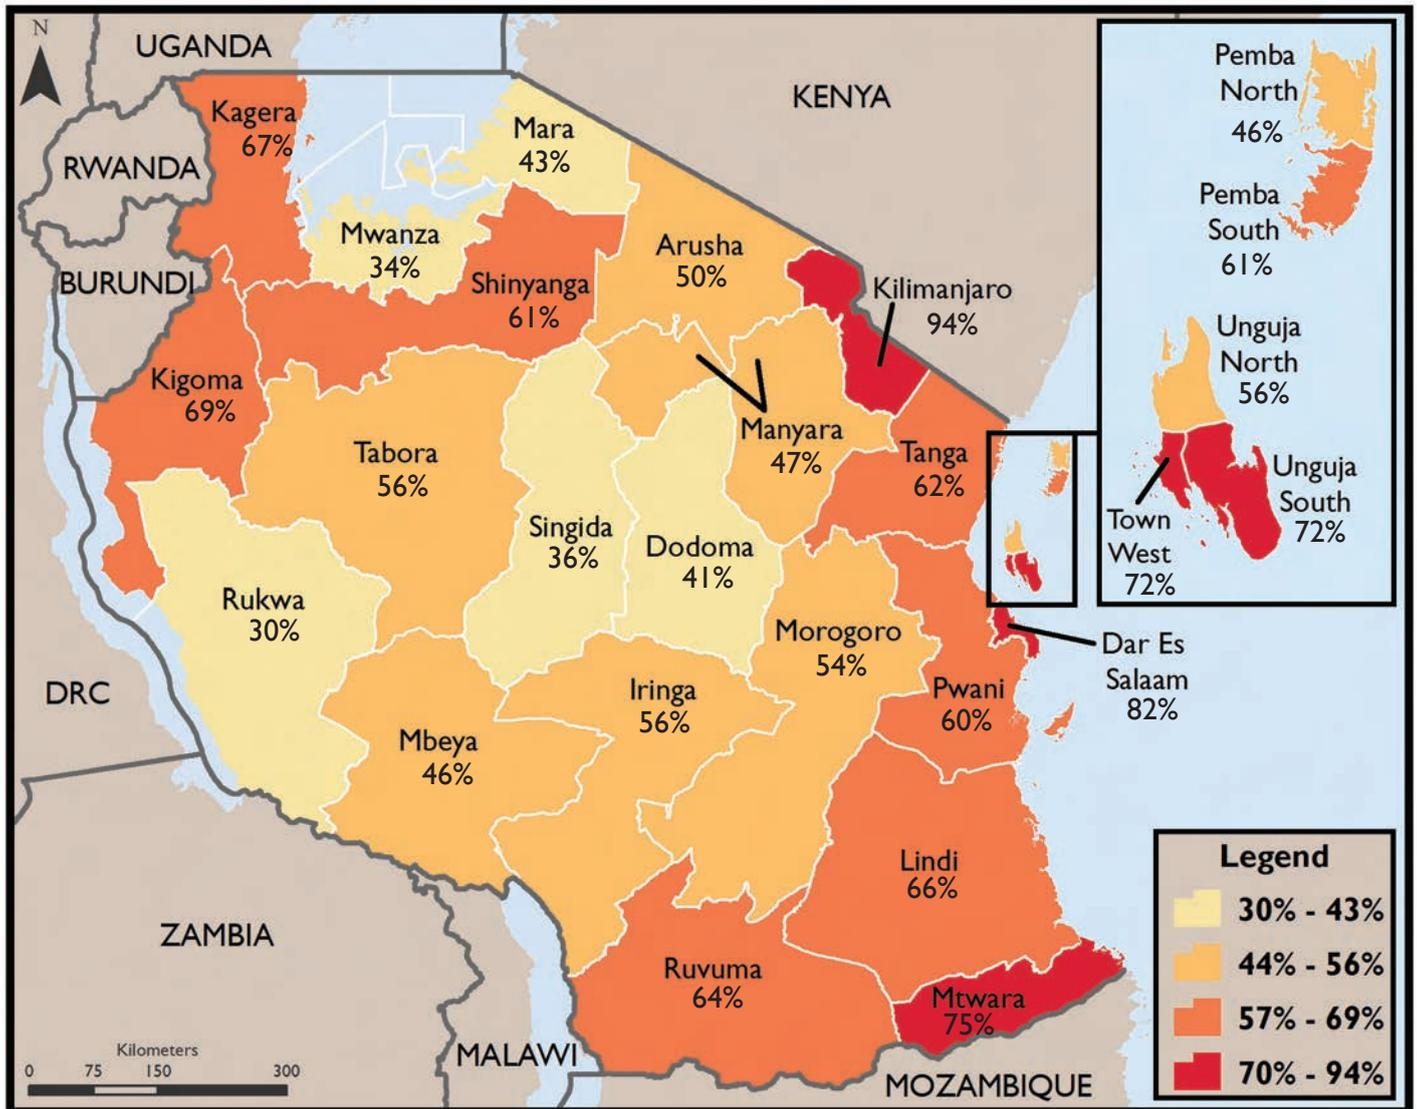 N
UGANDA
KENYA
RWANDA
BURUNDI
DRC
ZAMBIA
MALAWI
MOZAMBIQUE
Kagera
67%
Mara
43%
Mwanza
34%
Shinyanga
61%
Arusha
50%
Kilimanjaro
94%
Kigoma
69%
Tabora
56%
Manyara
47%
Tanga
62%
Singida
36%
Dodoma
41%
Rukwa
30%
Morogoro
54%
Dar Es
Salaam
82%
Pwani
60%
Iringa
56%
Mbeya
46%
Lindi
66%
Ruvuma
64%
Mtwara
75%
Pemba
North
46%
Pemba
South
61%
Unguja
North
56%
Unguja
South
72%
Town
West
72%
Legend
30% - 43%
44% - 56%
57% - 69%
70% - 94%
Kilometers
0 75 150 300